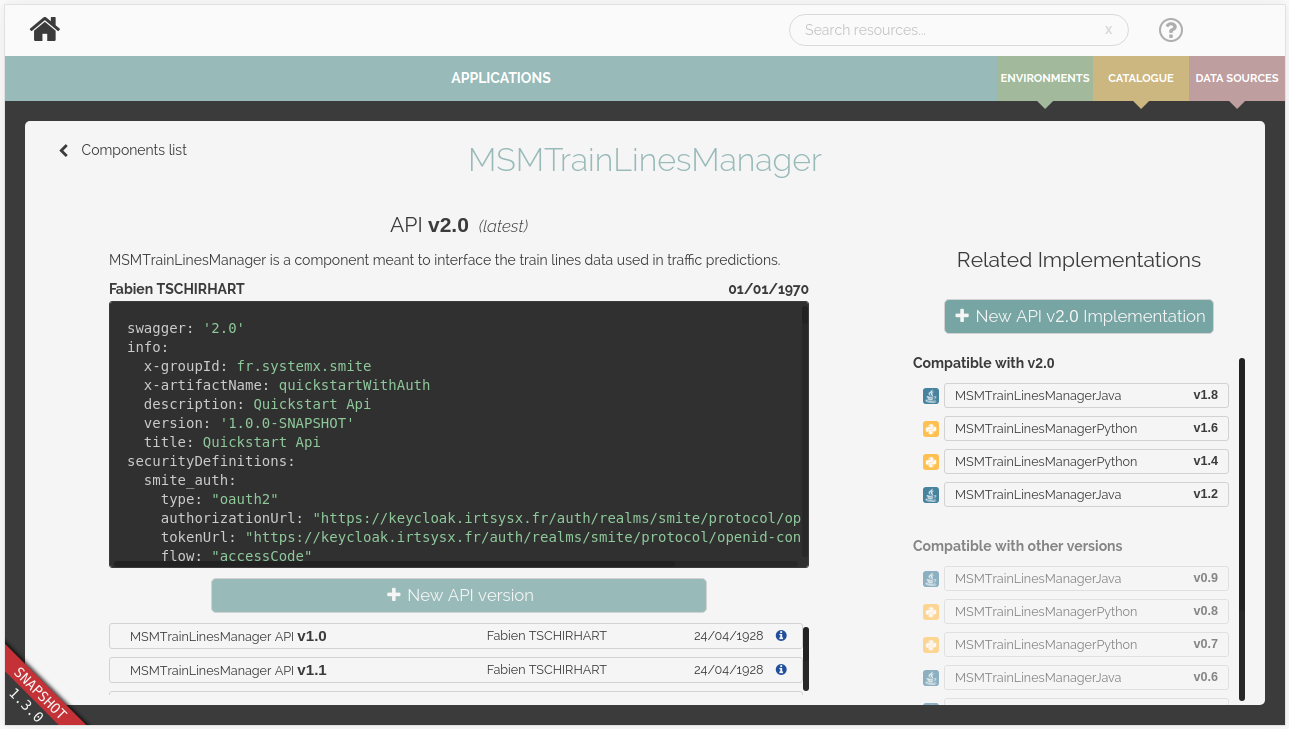 Search resources...
x
?
APPLICATIONS
ENVIRONMENTS
CATALOGUE
DATA SOURCES
Components list
MSMTrainLinesManager
API v2.0 (latest)
MSMTrainLinesManager is a component meant to interface the train lines data used in traffic predictions.
Fabien TSCHIRHART 01/01/1970
swagger: '2.0'
info:
x-groupId: fr.systemx.smite
x-artifactName: quickstartWithAuth
description: Quickstart Api
version: '1.0.0-SNAPSHOT'
title: Quickstart Api
securityDefinitions:
smite_auth:
type: "oauth2"
authorizationUrl: "https://keycloak.irtsysx.fr/auth/realms/smite/protocol/op
tokenUrl: "https://keycloak.irtsysx.fr/auth/realms/smite/protocol/openid-con
flow: "accessCode"
New API version
MSMTrainLinesManager API v1.0 Fabien TSCHIRHART 24/04/1928
MSMTrainLinesManager API v1.1 Fabien TSCHIRHART 24/04/1928
Related Implementations
New API v2.0 Implementation
Compatible with v2.0
MSMTrainLinesManagerJava v1.8
MSMTrainLinesManagerPython v1.6
MSMTrainLinesManagerPython v1.4
MSMTrainLinesManagerJava v1.2
Compatible with other versions
MSMTrainLinesManagerJava v0.9
MSMTrainLinesManagerPython v0.8
MSMTrainLinesManagerPython v0.7
MSMTrainLinesManagerJava v0.6
SNAPSHOT
1.3.0